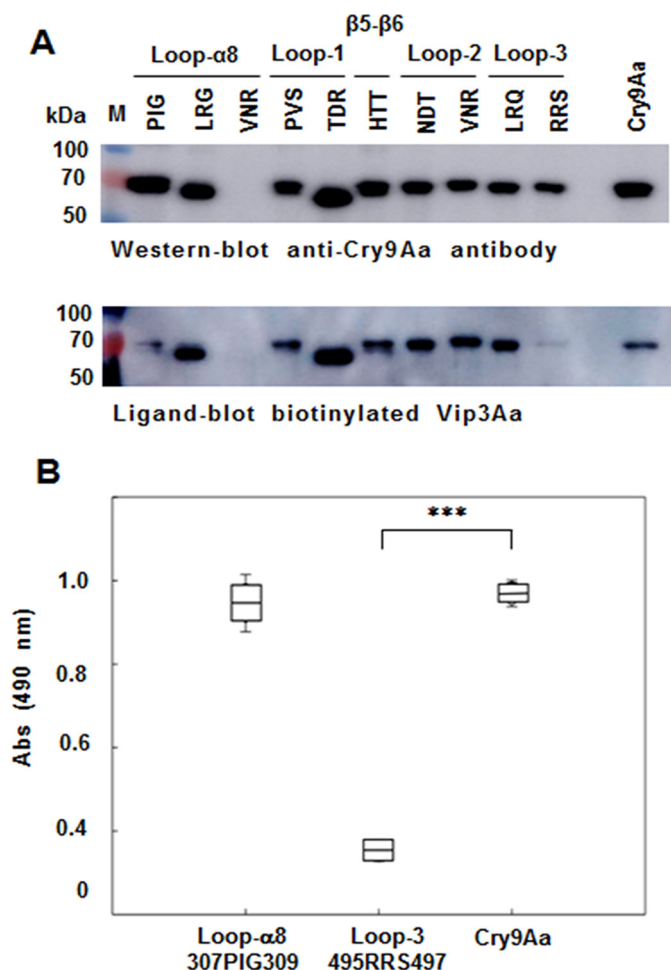 β5-β6
A
Loop-α8 Loop-1 Loop-2 Loop-3
kDa M PIG LRG VNR PVS TDR HTT NDT VNR LRQ RRS Cry9Aa
100
70
50
Western-blot anti-Cry9Aa antibody
100
70
50
Ligand-blot biotinylated Vip3Aa
B
***
1.0
0.8
0.6
0.4
0
Abs (490 nm)
Loop-α8 Loop-3 Cry9Aa
307PIG309 495RRS497